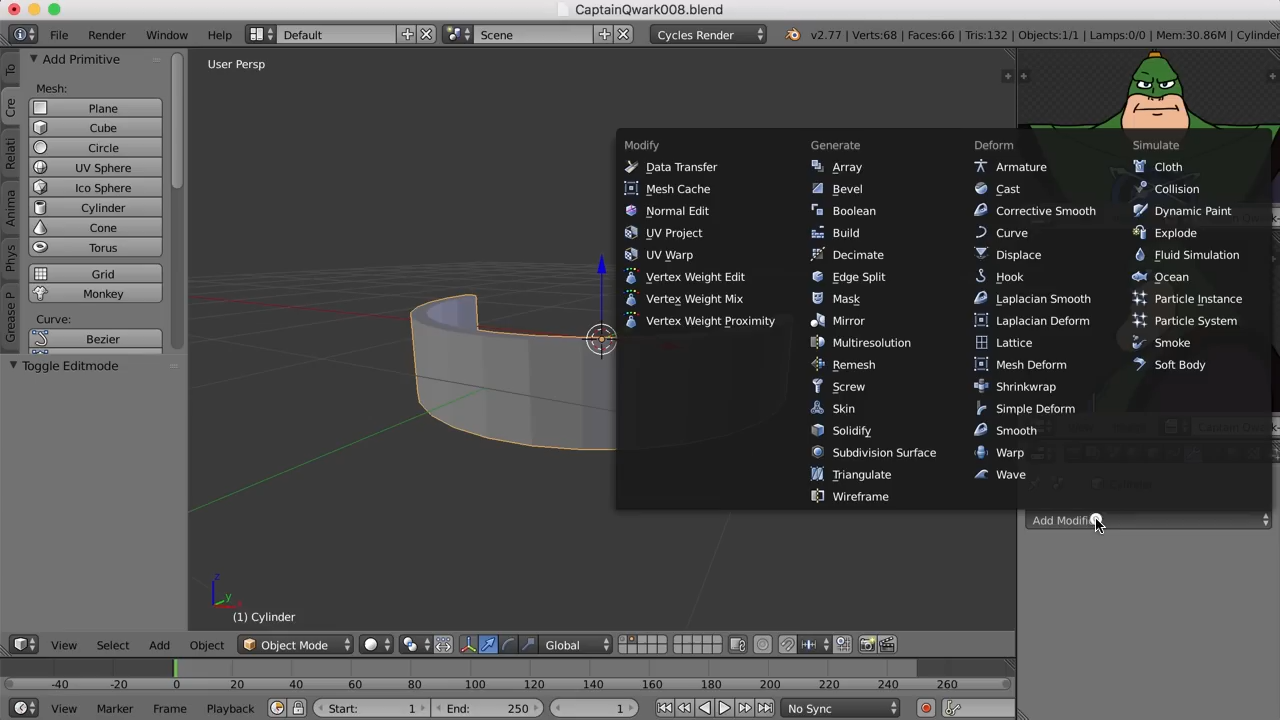 CaptainQwark008.blend
File Render Window Help Default Scene Cycles Render v2.77 | Verts:68 | Faces:66 | Tris:132 | Objects:1/1 | Lamps:0/0 | Mem:30.86M | Cylinder
Add Primitive
Mesh:
Plane
Cube
Circle
UV Sphere
Ico Sphere
Cylinder
Cone
Torus
Grid
Monkey
Curve:
Bezier
Toggle Editmode
To
Cre
Relati
Anima
Phys
Grease P
User Persp
Modify
Data Transfer
Mesh Cache
Normal Edit
UV Project
UV Warp
Vertex Weight Edit
Vertex Weight Mix
Vertex Weight Proximity
Generate
Array
Bevel
Boolean
Build
Decimate
Edge Split
Mask
Mirror
Multiresolution
Remesh
Screw
Skin
Solidify
Subdivision Surface
Triangulate
Wireframe
Deform
Armature
Cast
Corrective Smooth
Curve
Displace
Hook
Laplacian Smooth
Laplacian Deform
Lattice
Mesh Deform
Shrinkwrap
Simple Deform
Smooth
Warp
Wave
Simulate
Cloth
Collision
Dynamic Paint
Explode
Fluid Simulation
Ocean
Particle Instance
Particle System
Smoke
Soft Body
Add Modifi
z
y
(1) Cylinder
View Select Add Object Object Mode Global
-40 -20 0 20 40 60 80 100 120 140 160 180 200 220 240 260
View Marker Frame Playback Start: 1 End: 250 1 No Sync